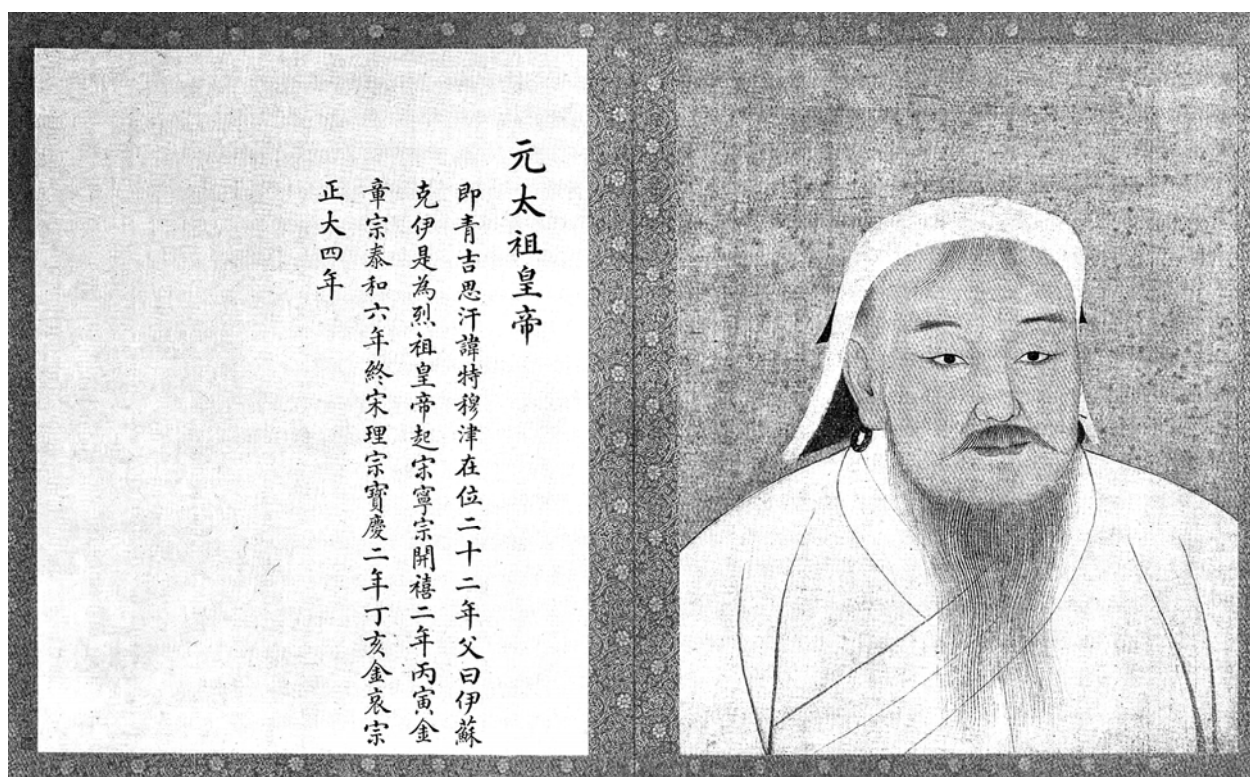 元太祖皇帝
即青吉思汗諱特穆津在位二十二年父曰伊蘇
克伊是為烈祖皇帝起宋寧宗開禧二年丙寅金
章宗泰和六年終宋理宗寶慶二年丁亥金哀宗
正大四年